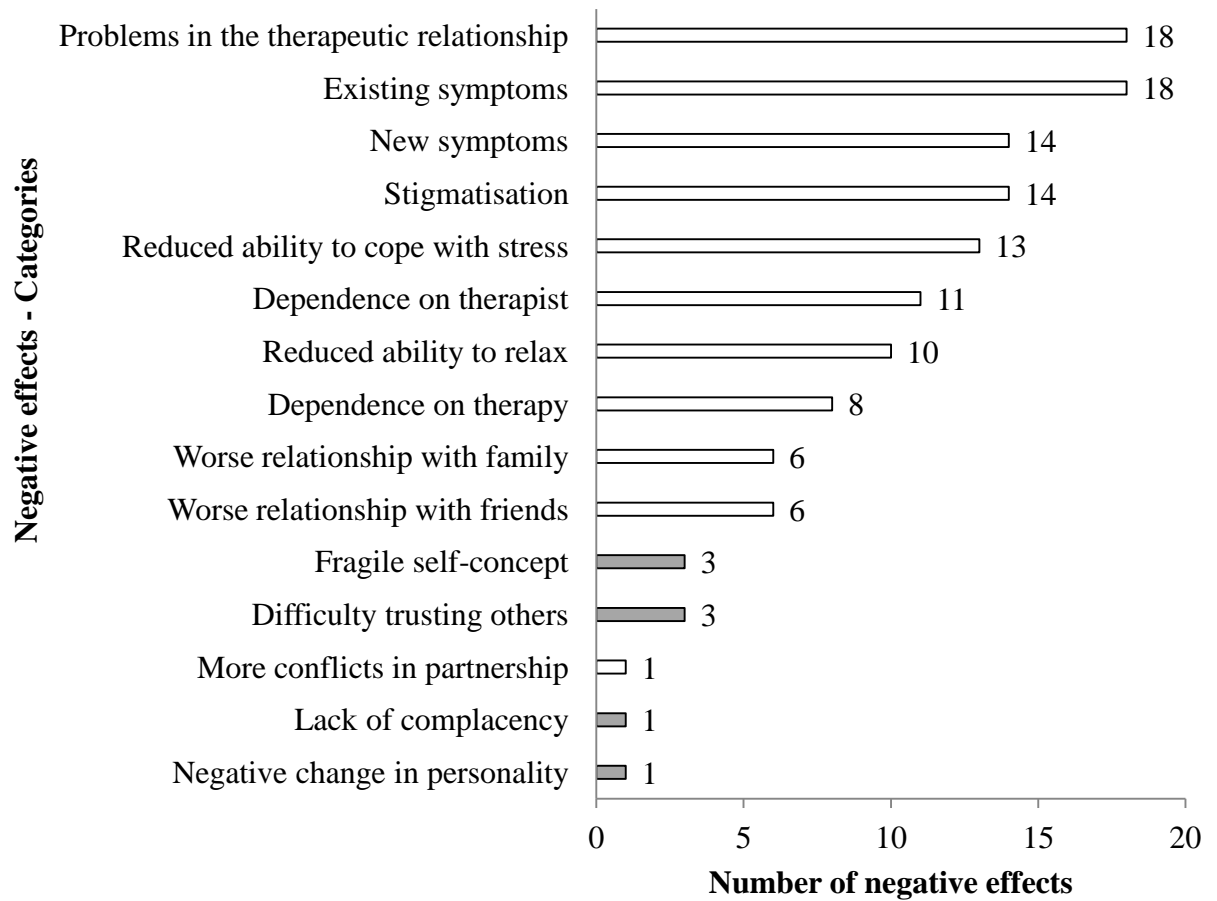 Negative effects - Categories
Problems in the therapeutic relationship 18
Existing symptoms 18
New symptoms 14
Stigmatisation 14
Reduced ability to cope with stress 13
Dependence on therapist 11
Reduced ability to relax 10
Dependence on therapy 8
Worse relationship with family 6
Worse relationship with friends 6
Fragile self-concept 3
Difficulty trusting others 3
More conflicts in partnership 1
Lack of complacency 1
Negative change in personality 1
0 5 10 15 20
Number of negative effects